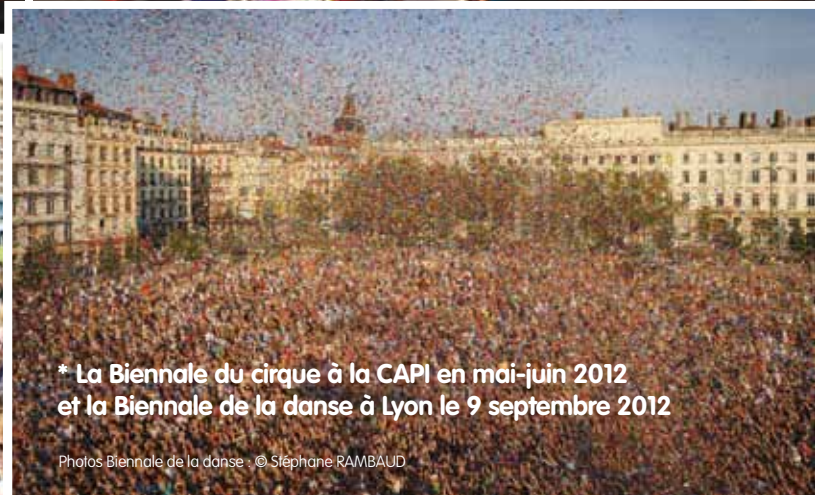 * La Biennale du cirque à la CAPI en mai-juin 2012
et la Biennale de la danse à Lyon le 9 septembre 2012
Photos Biennale de la danse : © Stéphane RAMBAUD